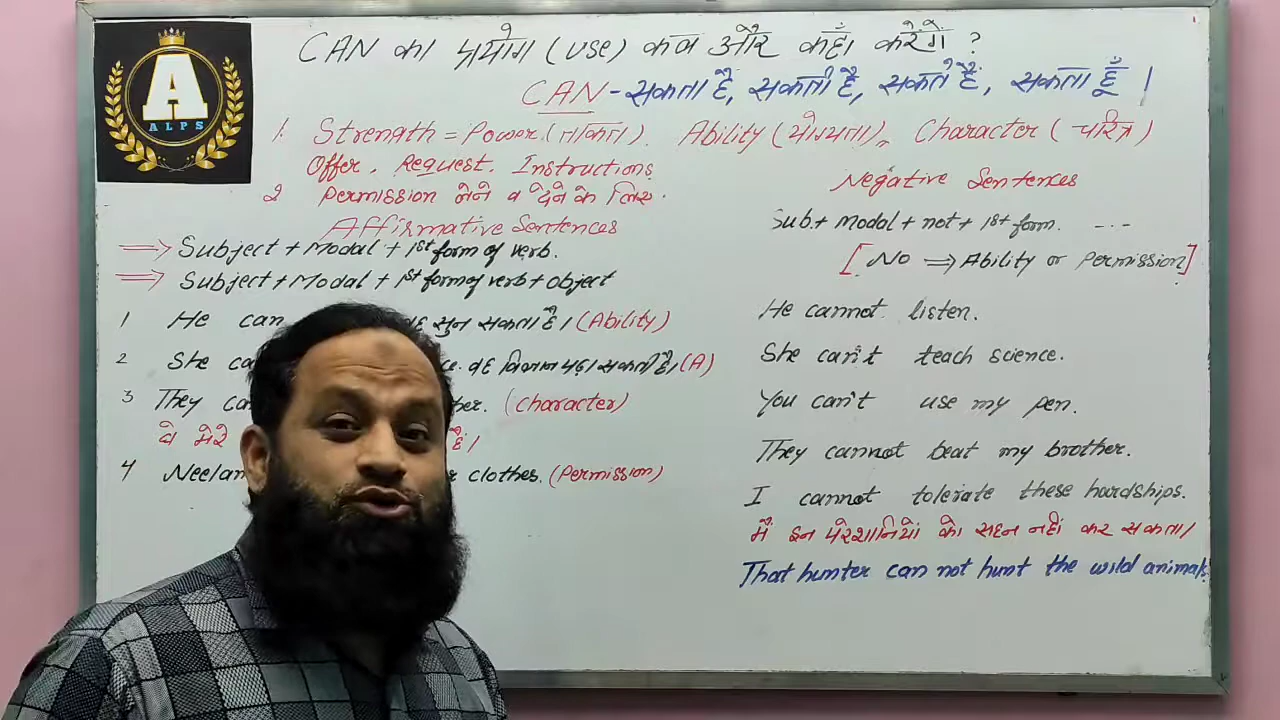 A
ALPS
CAN का प्रयोग (USE) कब और कहाँ करेंगे ?
CAN - सकता है, सकती है, सकते हैं, सकता हूँ।
1. Strength = Power (ताकत). Ability (योग्यता), Character (चरित्र)
Offer, Request, Instructions
2 Permission लेने व देने के लिए.
Affirmative Sentences
⟹ Subject + Modal + 1st form of verb.
⟹ Subject + Modal + 1st form of verb + object
1 He can सुन सकता है। (Ability)
2 She वह विज्ञान पढ़ा सकती है। (A)
3 They (Character)
वे मेरे
4 clothes. (Permission)
Negative Sentences
Sub + Modal + not + 1st form. ....
[No ⟹ Ability or Permission]
He cannot listen.
She can't teach science.
You can't use my pen.
They cannot beat my brother.
I cannot tolerate these hardships.
मैं इन परेशानियों को सहन नहीं कर सकता।
That hunter can not hunt the wild animals